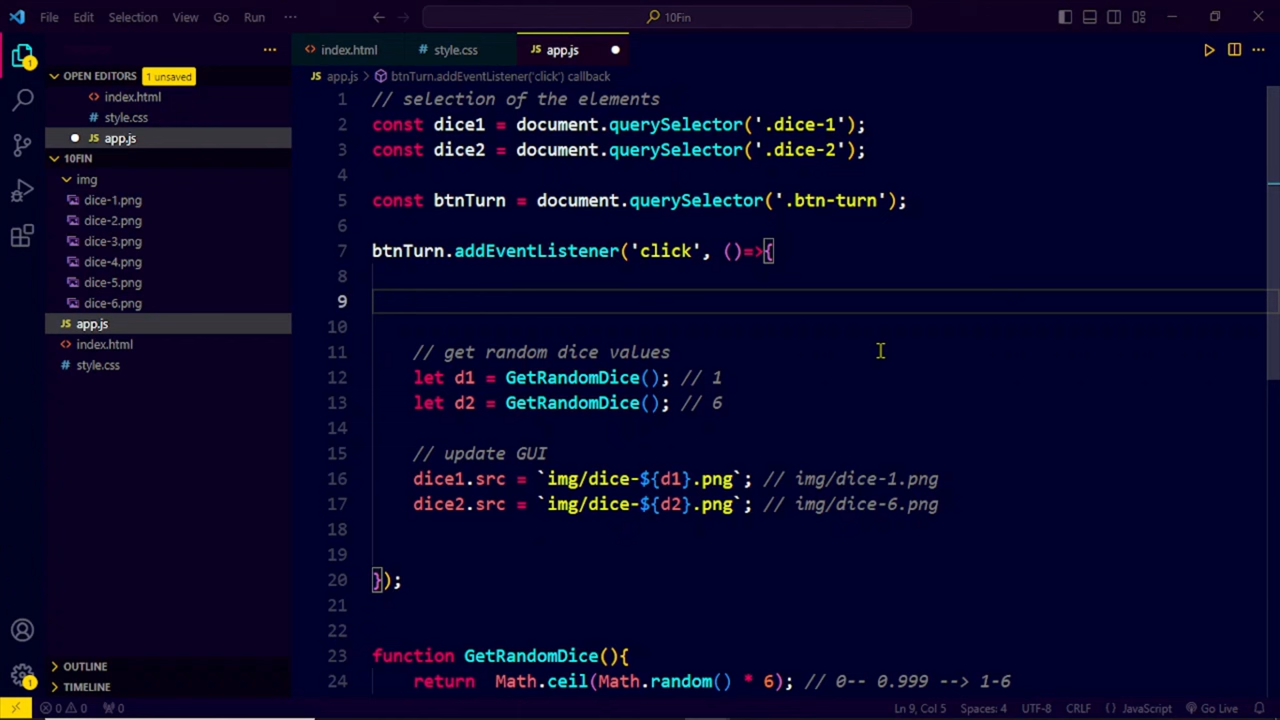 File Edit Selection View Go Run ··· 10Fin
1 ··· index.html style.css JS app.js
OPEN EDITORS 1 unsaved
JS app.js > btnTurn.addEventListener('click') callback
index.html
style.css
JS app.js
10FIN
img
dice-1.png
dice-2.png
dice-3.png
dice-4.png
dice-5.png
dice-6.png
JS app.js
index.html
style.css
1 // selection of the elements
2 const dice1 = document.querySelector('.dice-1');
3 const dice2 = document.querySelector('.dice-2');
4
5 const btnTurn = document.querySelector('.btn-turn');
6
7 btnTurn.addEventListener('click', ()=>{
8
9
10
11 // get random dice values
12 let d1 = GetRandomDice(); // 1
13 let d2 = GetRandomDice(); // 6
14
15 // update GUI
16 dice1.src = `img/dice-${d1}.png`; // img/dice-1.png
17 dice2.src = `img/dice-${d2}.png`; // img/dice-6.png
18
19
20 });
21
22
23 function GetRandomDice(){
24 return Math.ceil(Math.random() * 6); // 0-- 0.999 --> 1-6
OUTLINE
1 TIMELINE
0 0 0 Ln 9, Col 5 Spaces: 4 UTF-8 CRLF {} JavaScript Go Live